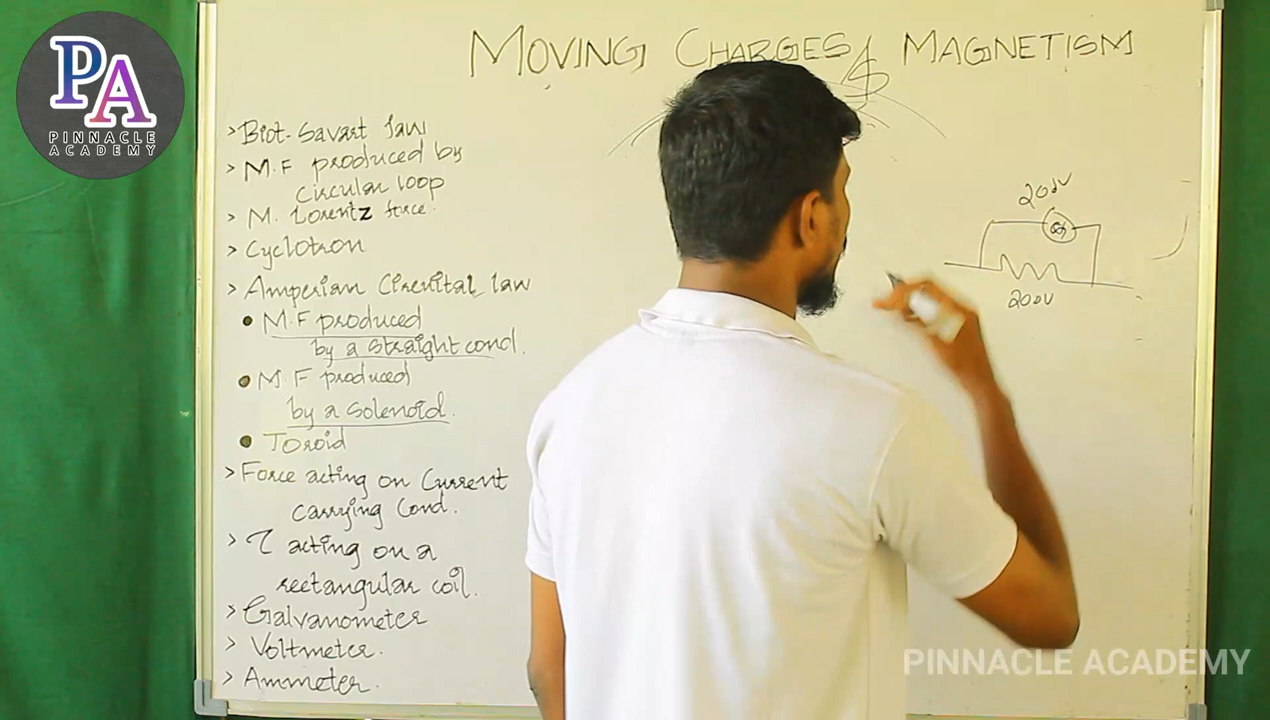 PA
PINNACLE
ACADEMY
MOVING CHARGES & MAGNETISM
> Biot-Savart law
> M.F produced by
circular loop
> M. Lorentz force.
> Cyclotron
> Amperian Circuital law
• M.F produced
by a straight cond.
• M.F produced
by a solenoid.
• Toroid
> Force acting on Current
carrying Cond.
> τ acting on a
rectangular coil.
> Galvanometer
> Voltmeter.
> Ammeter.
200V
200V
PINNACLE ACADEMY